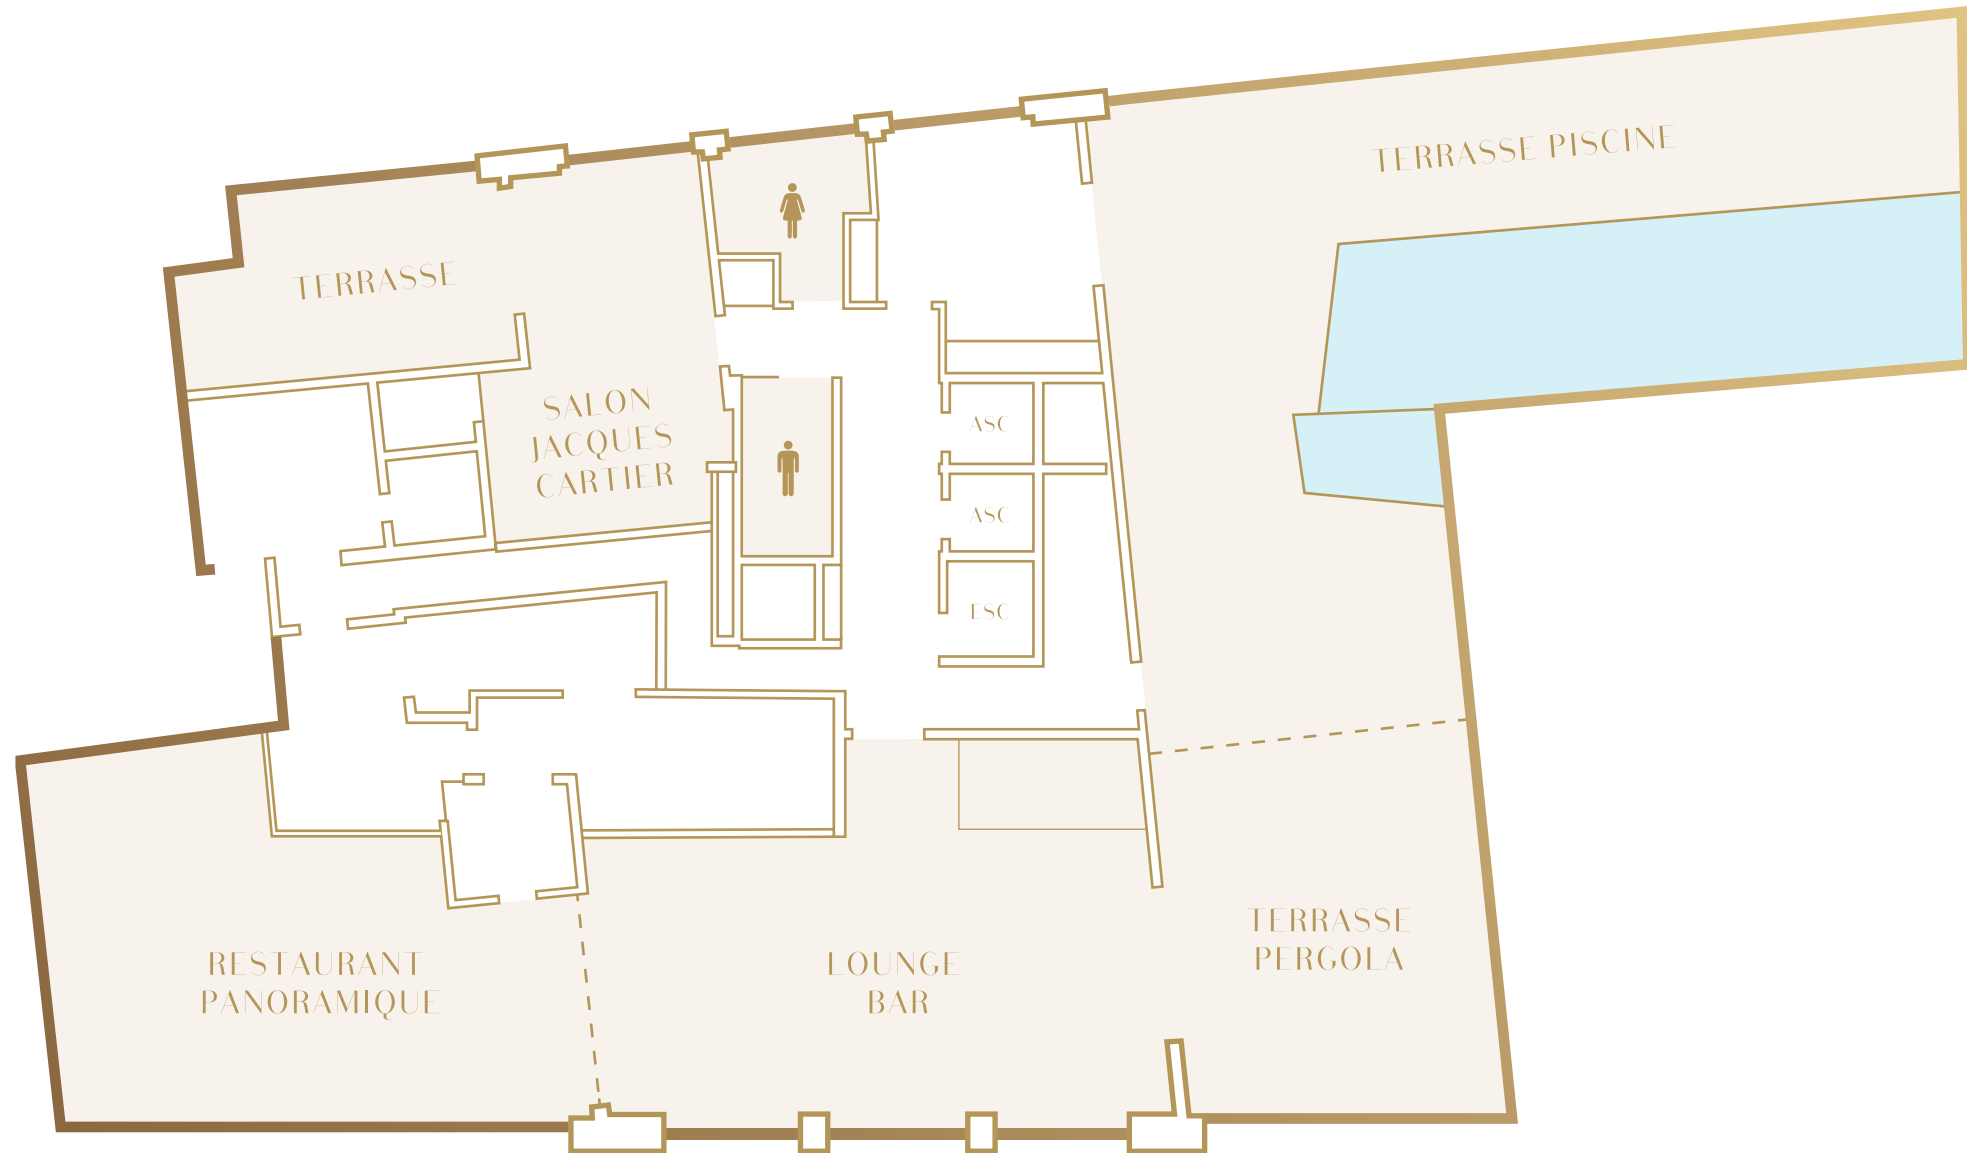 TERRASSE PISCINE
TERRASSE
SALON
JACQUES
CARTIER
ASC
ASC
ESC
RESTAURANT
PANORAMIQUE
LOUNGE
BAR
TERRASSE
PERGOLA